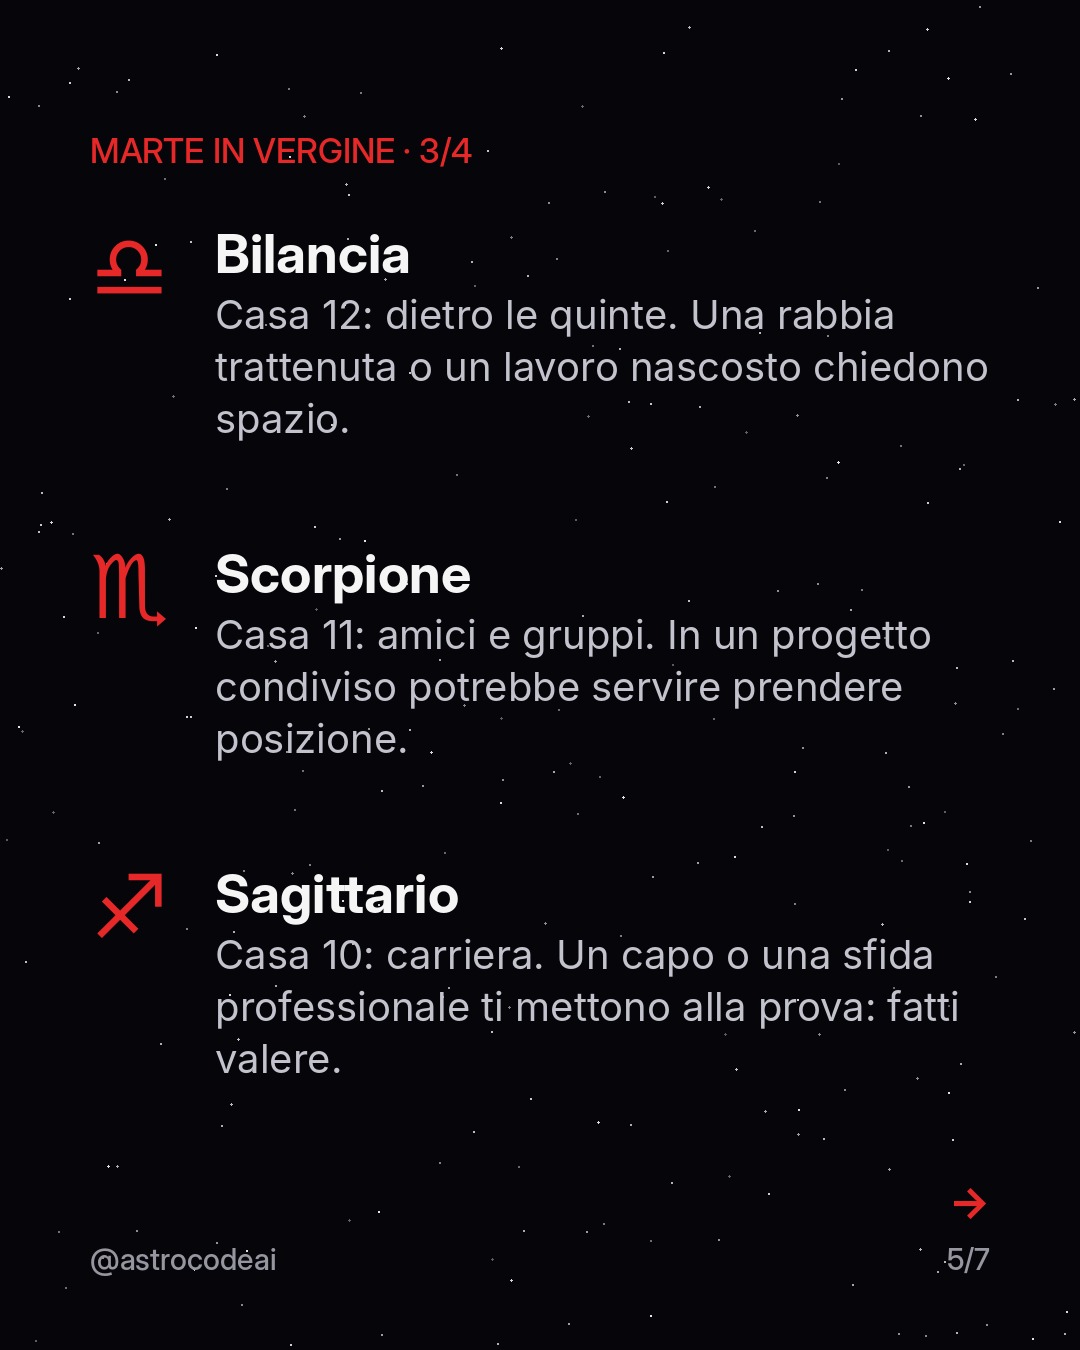 MARTE IN VERGINE · 3/4
♎ Bilancia
Casa 12: dietro le quinte. Una rabbia
trattenuta o un lavoro nascosto chiedono
spazio.
♏ Scorpione
Casa 11: amici e gruppi. In un progetto
condiviso potrebbe servire prendere
posizione.
♐ Sagittario
Casa 10: carriera. Un capo o una sfida
professionale ti mettono alla prova: fatti
valere.
→
@astrocodeai
5/7